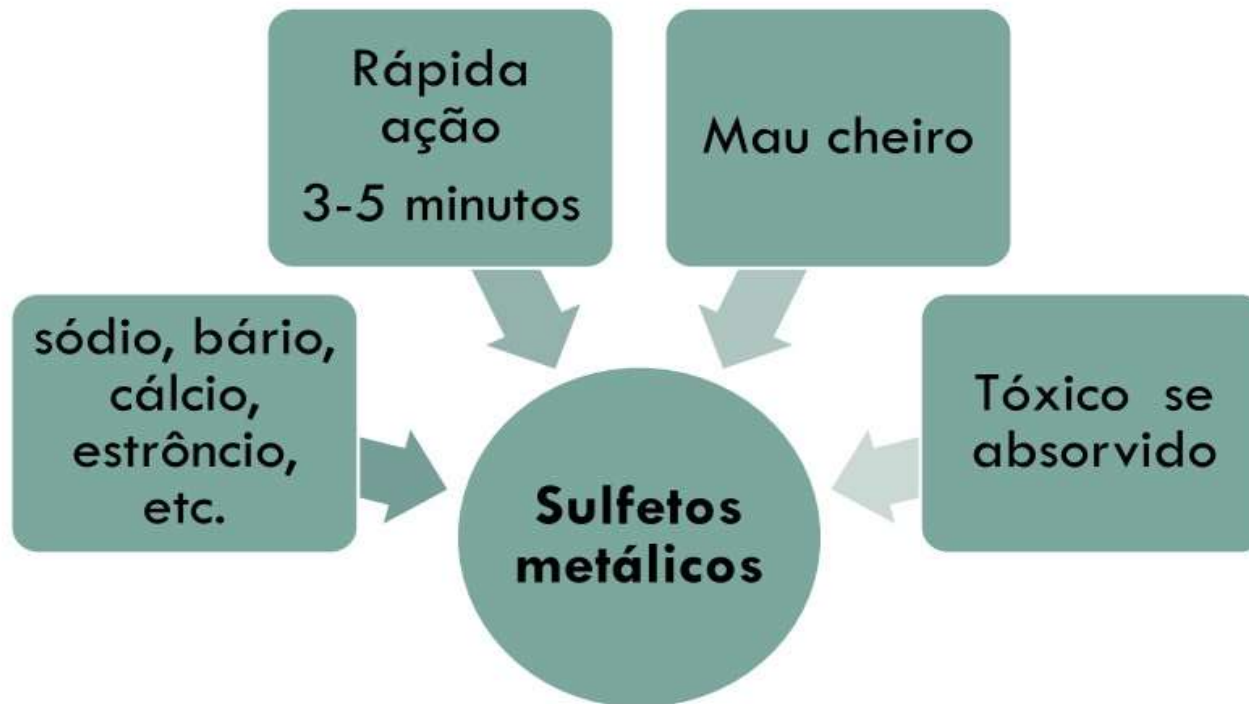 Rápida
ação
3-5 minutos
Mau cheiro
sódio, bário,
cálcio,
estrôncio,
etc.
Tóxico se
absorvido
Sulfetos
metálicos